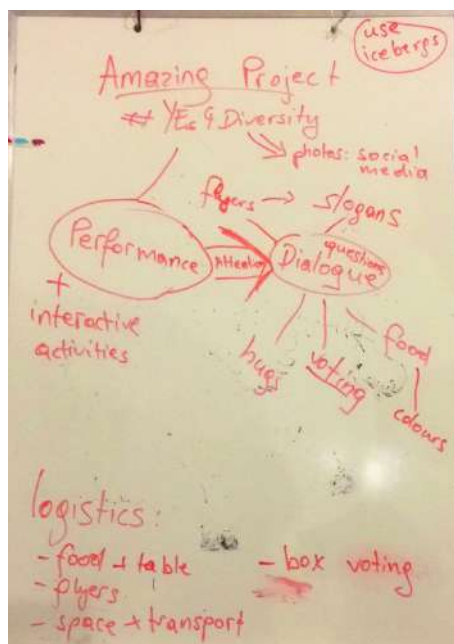 use
icebergs
Amazing Project
# YEs 4 Diversity
photos: social
media
flyers → slogans
Performance
Attention
questions
Dialogue
+
interactive
activities
hugs
voting
food
colours
logistics:
- food + table
- flyers
- space + transport
- box voting